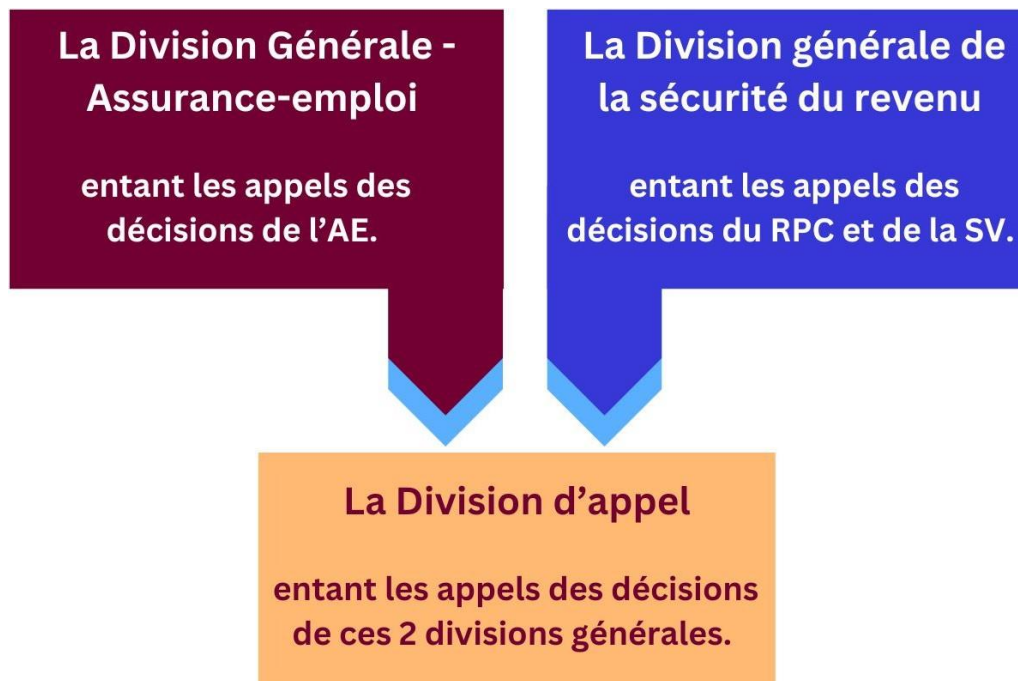 La Division Générale -
Assurance-emploi
entant les appels des
décisions de l'AE.
La Division générale de
la sécurité du revenu
entant les appels des
décisions du RPC et de la SV.
La Division d'appel
entant les appels des décisions
de ces 2 divisions générales.